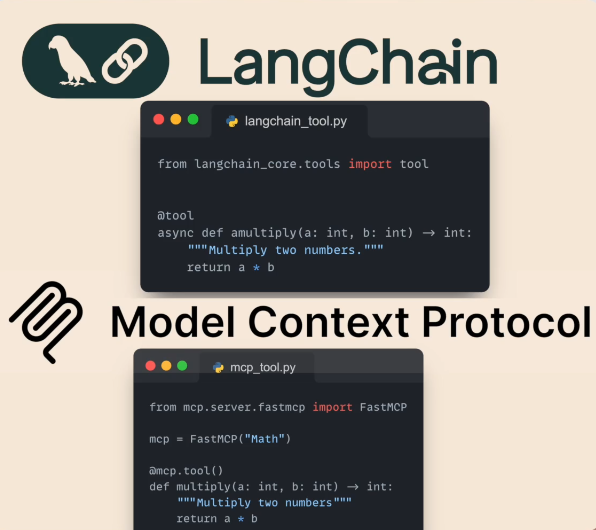 LangChain
langchain_tool.py
from langchain_core.tools import tool
@tool
async def amultiply(a: int, b: int) → int:
"""Multiply two numbers."""
return a * b
Model Context Protocol
mcp_tool.py
from mcp.server.fastmcp import FastMCP
mcp = FastMCP("Math")
@mcp.tool()
def multiply(a: int, b: int) → int:
"""Multiply two numbers"""
return a * b